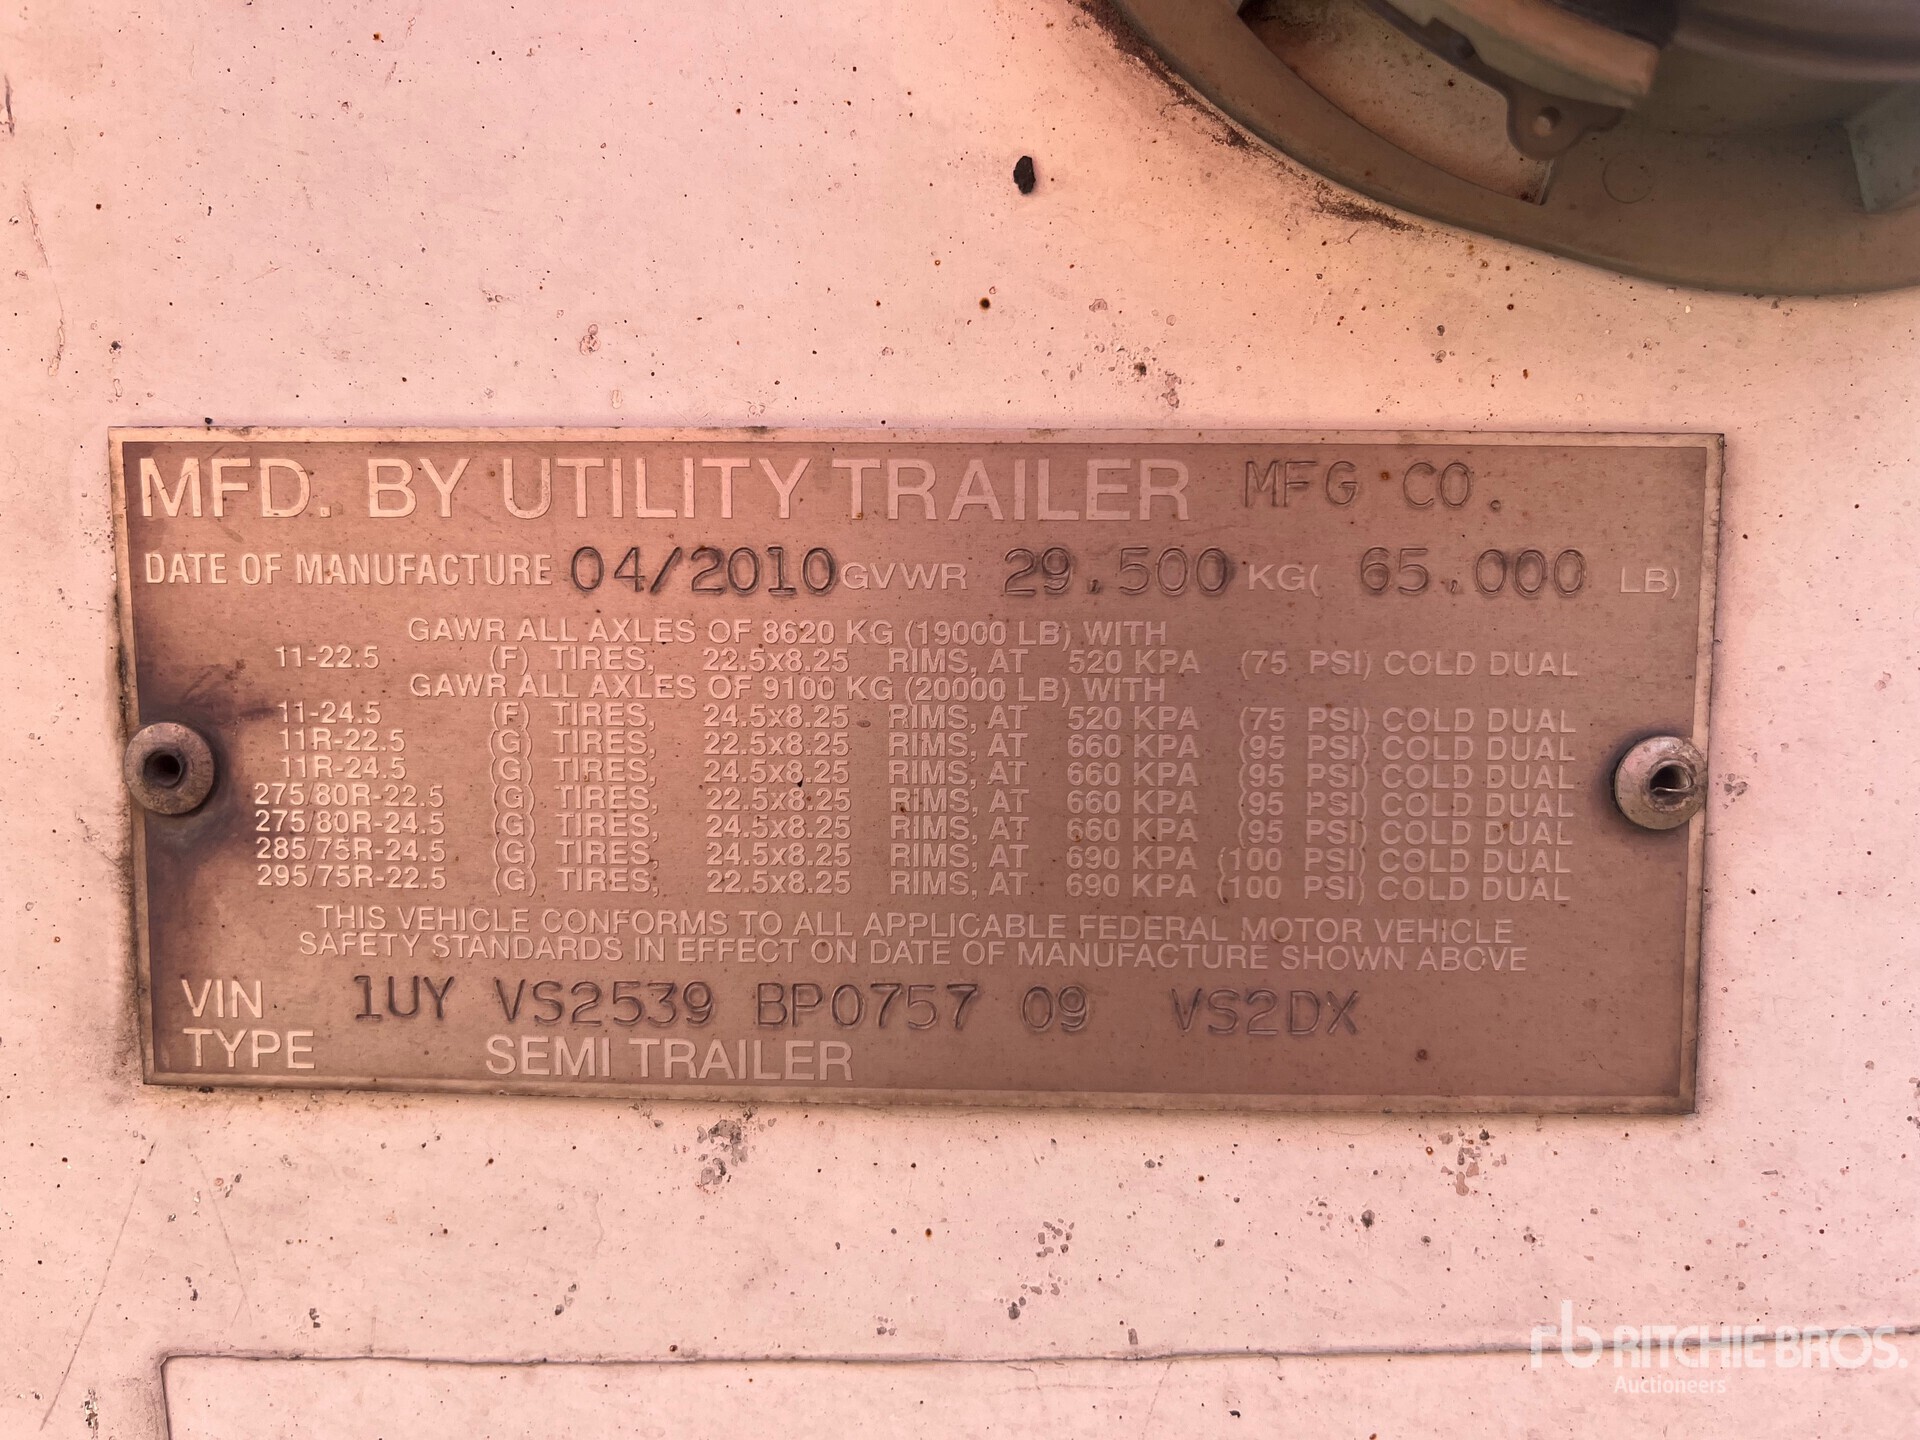 MFD. BY UTILITY TRAILER MFG CO.
DATE OF MANUFACTURE 04/2010 GVWR 29,500 KG( 65,000 LB)
GAWR ALL AXLES OF 8620 KG (19000 LB) WITH
11-22.5 (F) TIRES, 22.5x8.25 RIMS, AT 520 KPA (75 PSI) COLD DUAL
GAWR ALL AXLES OF 9100 KG (20000 LB) WITH
11-24.5 (F) TIRES, 24.5x8.25 RIMS, AT 520 KPA (75 PSI) COLD DUAL
11R-22.5 (G) TIRES, 22.5x8.25 RIMS, AT 660 KPA (95 PSI) COLD DUAL
11R-24.5 (G) TIRES, 24.5x8.25 RIMS, AT 660 KPA (95 PSI) COLD DUAL
275/80R-22.5 (G) TIRES, 22.5x8.25 RIMS, AT 660 KPA (95 PSI) COLD DUAL
275/80R-24.5 (G) TIRES, 24.5x8.25 RIMS, AT 660 KPA (95 PSI) COLD DUAL
285/75R-24.5 (G) TIRES, 24.5x8.25 RIMS, AT 690 KPA (100 PSI) COLD DUAL
295/75R-22.5 (G) TIRES, 22.5x8.25 RIMS, AT 690 KPA (100 PSI) COLD DUAL
THIS VEHICLE CONFORMS TO ALL APPLICABLE FEDERAL MOTOR VEHICLE
SAFETY STANDARDS IN EFFECT ON DATE OF MANUFACTURE SHOWN ABOVE
VIN 1UY VS2539 BP0757 09 VS2DX
TYPE SEMI TRAILER
rb RITCHIE BROS.
Auctioneers